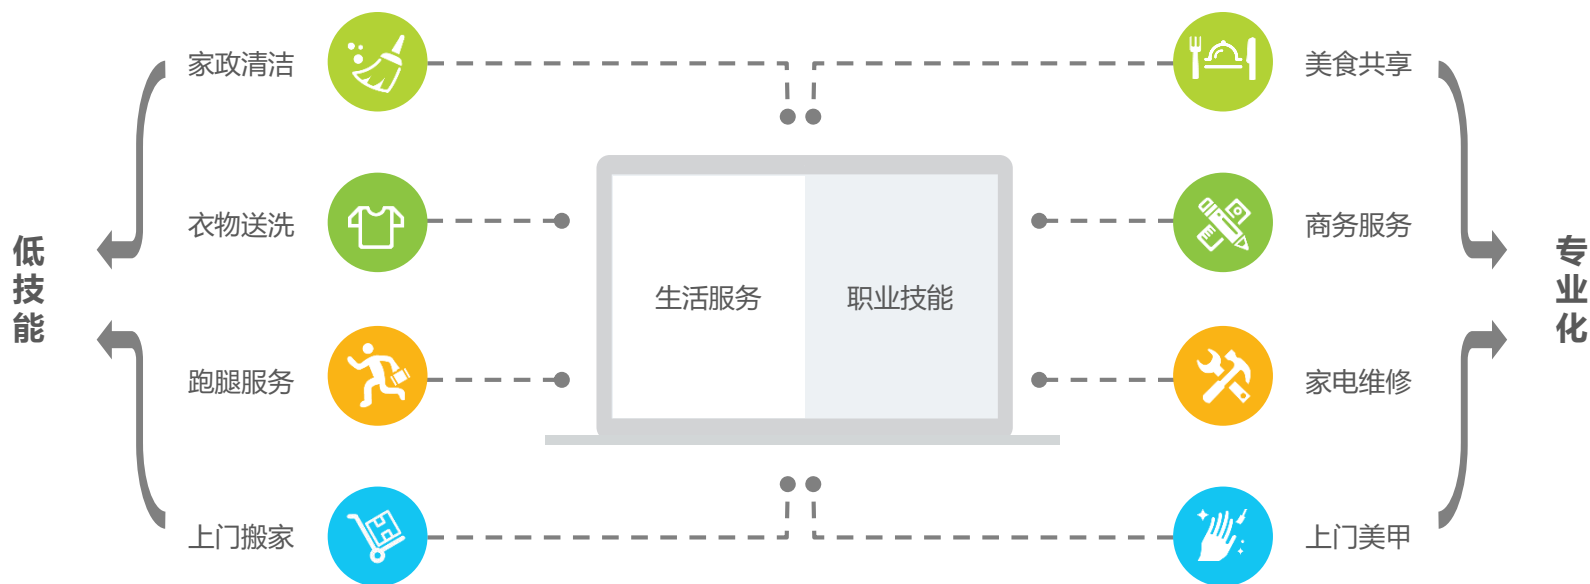 家政清洁
美食共享
衣物送洗
商务服务
低技能
生活服务
职业技能
专业化
跑腿服务
家电维修
上门搬家
上门美甲